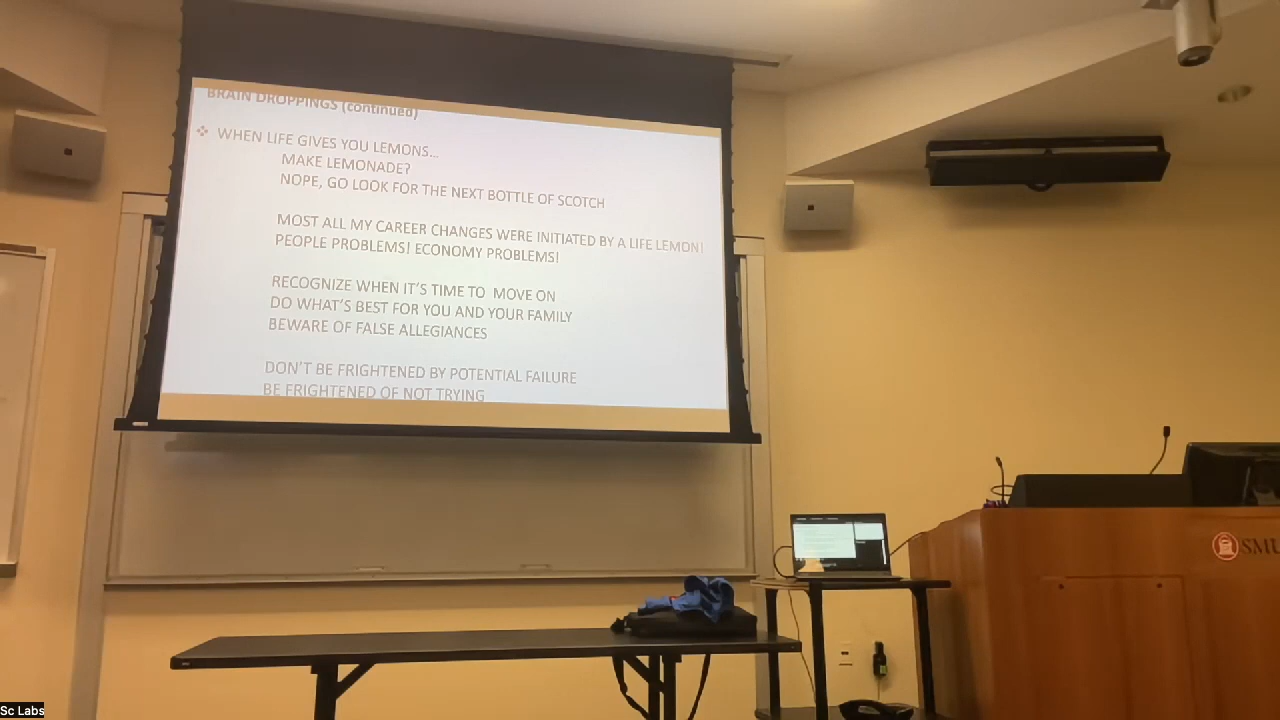 BRAIN DROPPINGS (continued)
❖ WHEN LIFE GIVES YOU LEMONS...
MAKE LEMONADE?
NOPE, GO LOOK FOR THE NEXT BOTTLE OF SCOTCH
MOST ALL MY CAREER CHANGES WERE INITIATED BY A LIFE LEMON!
PEOPLE PROBLEMS! ECONOMY PROBLEMS!
RECOGNIZE WHEN IT'S TIME TO MOVE ON
DO WHAT'S BEST FOR YOU AND YOUR FAMILY
BEWARE OF FALSE ALLEGIANCES
DON'T BE FRIGHTENED BY POTENTIAL FAILURE
BE FRIGHTENED OF NOT TRYING
SMU
Sc Labs